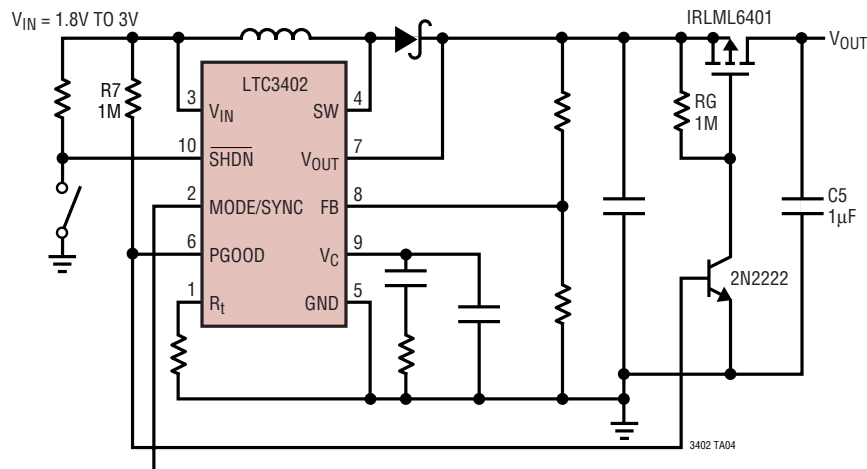 V_IN = 1.8V TO 3V
IRLML6401
V_OUT
R7
1M
LTC3402
3
V_IN
SW
4
RG
1M
10
SHDN
V_OUT
7
2
MODE/SYNC
FB
8
C5
1µF
6
PGOOD
V_C
9
2N2222
1
R_t
GND
5
3402 TA04